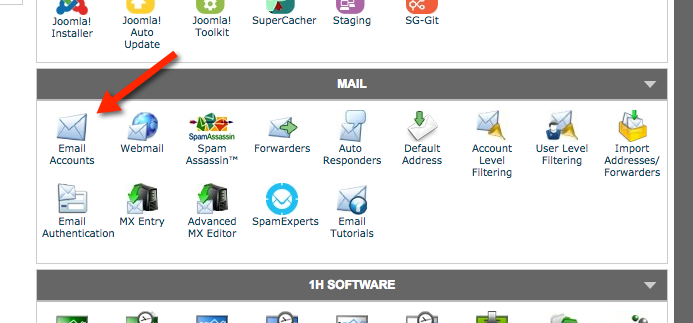 Joomla! Installer
Joomla! Auto Update
Joomla! Toolkit
SuperCacher
Staging
SG-Git
MAIL
Email Accounts
Webmail
SpamAssassin
Spam Assassin™
Forwarders
Auto Responders
Default Address
Account Level Filtering
User Level Filtering
Import Addresses/ Forwarders
Email Authentication
MX Entry
Advanced MX Editor
SpamExperts
Email Tutorials
1H SOFTWARE